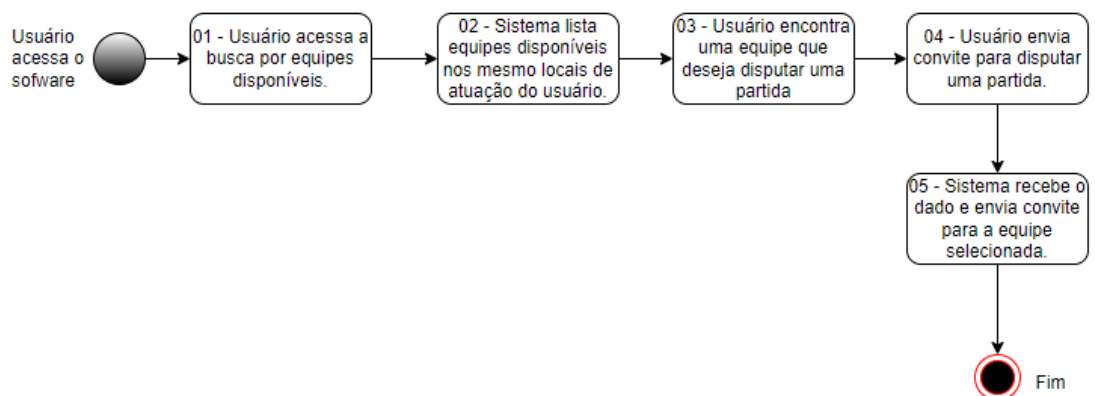 Usuário
acessa o
sofware
01 - Usuário acessa a
busca por equipes
disponíveis.
02 - Sistema lista
equipes disponíveis
nos mesmo locais de
atuação do usuário.
03 - Usuário encontra
uma equipe que
deseja disputar uma
partida
04 - Usuário envia
convite para disputar
uma partida.
05 - Sistema recebe o
dado e envia convite
para a equipe
selecionada.
Fim